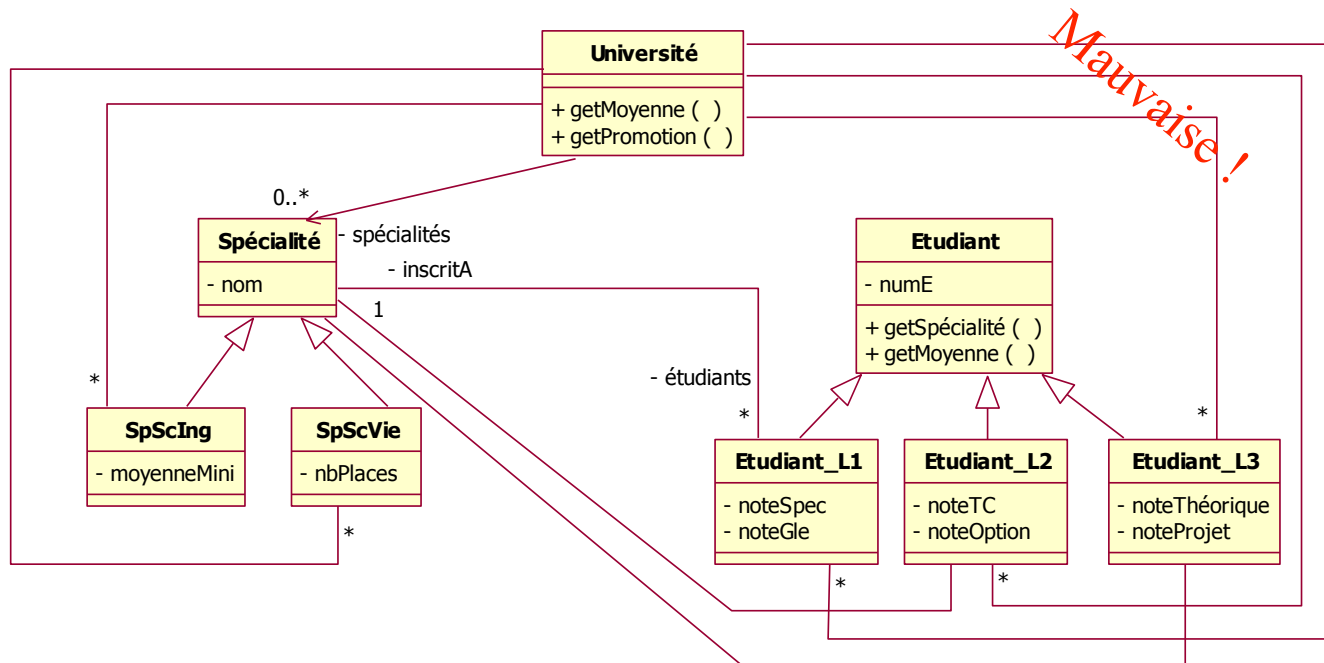 Mauvaise !
Université
+ getMoyenne ( )
+ getPromotion ( )
0..*
- spécialités
Spécialité
- nom
- inscritA
1
Etudiant
- numE
+ getSpécialité ( )
+ getMoyenne ( )
- étudiants
*
*
*
SpScIng
- moyenneMini
SpScVie
- nbPlaces
*
Etudiant_L1
- noteSpec
- noteGle
*
Etudiant_L2
- noteTC
- noteOption
*
Etudiant_L3
- noteThéorique
- noteProjet